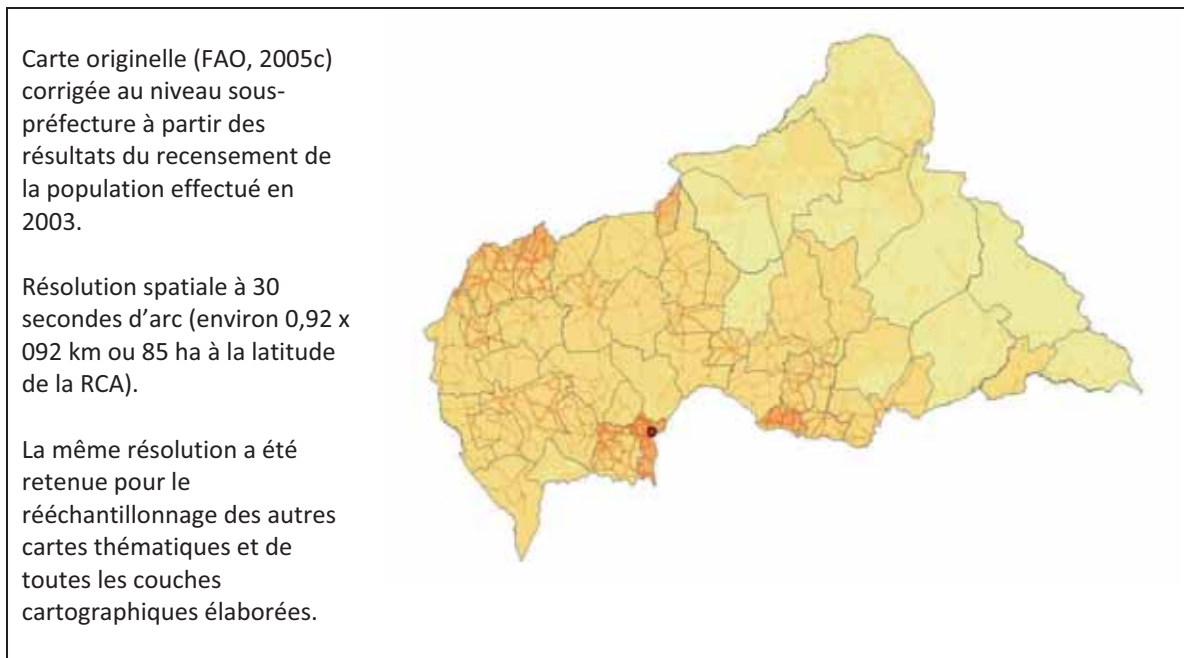 Carte originelle (FAO, 2005c)
corrigée au niveau sous-
préfecture à partir des
résultats du recensement de
la population effectué en
2003.
Résolution spatiale à 30
secondes d’arc (environ 0,92 x
092 km ou 85 ha à la latitude
de la RCA).
La même résolution a été
retenue pour le
rééchantillonnage des autres
cartes thématiques et de
toutes les couches
cartographiques élaborées.